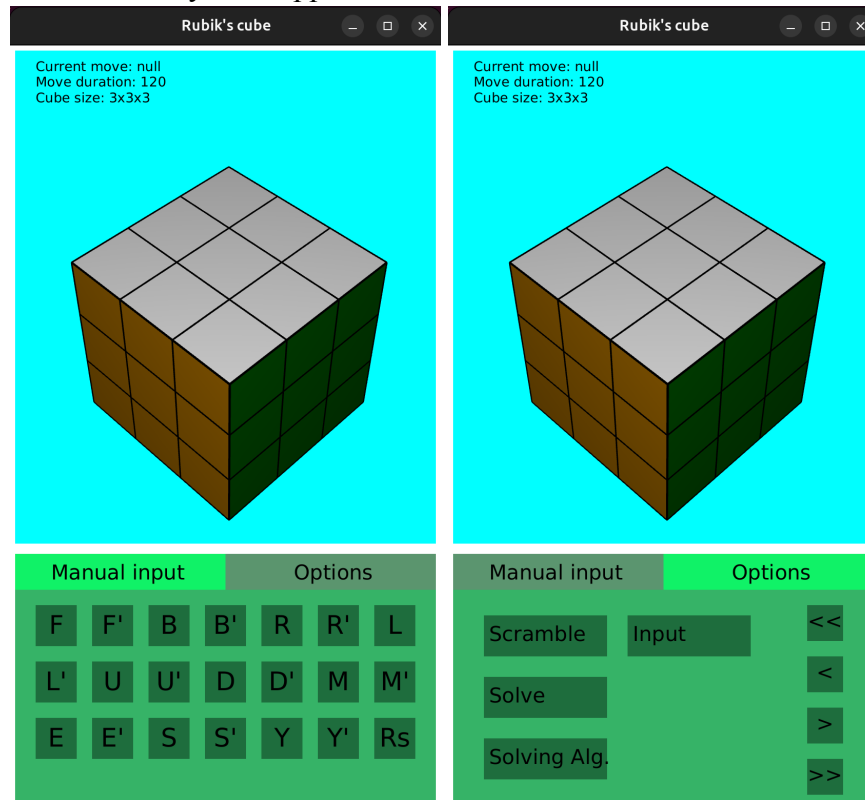 Rubik's cube
Current move: null
Move duration: 120
Cube size: 3x3x3
Manual input Options
F F' B B' R R' L
L' U U' D D' M M'
E E' S S' Y Y' Rs
Rubik's cube
Current move: null
Move duration: 120
Cube size: 3x3x3
Manual input Options
Scramble Input <<
<
Solve
>
Solving Alg.
>>